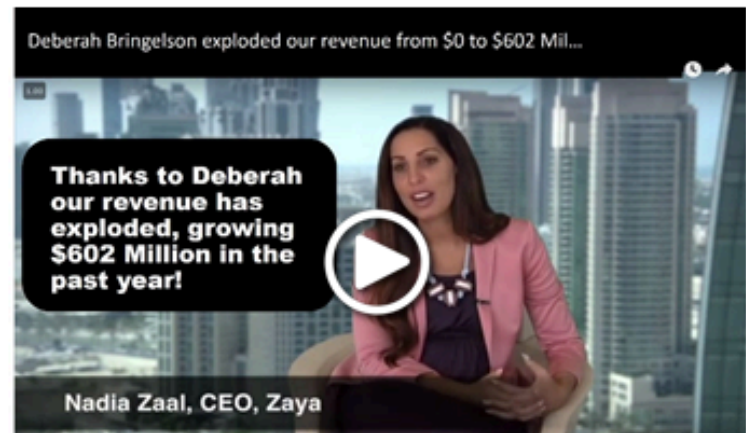 Deberah Bringelson exploded our revenue from $0 to $602 Mil...
Thanks to Deberah
our revenue has
exploded, growing
$602 Million in the
past year!
Nadia Zaal, CEO, Zaya